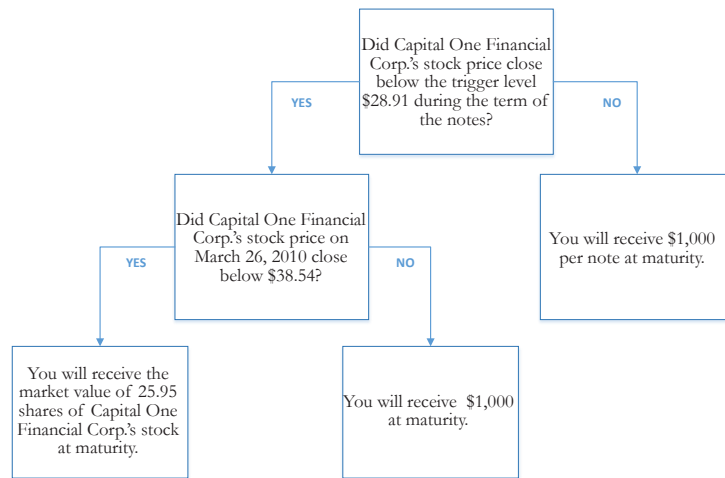 Did Capital One Financial
Corp.'s stock price close
below the trigger level
$28.91 during the term of
the notes?
YES
NO
Did Capital One Financial
Corp.'s stock price on
March 26, 2010 close
below $38.54?
You will receive $1,000
per note at maturity.
YES
NO
You will receive the
market value of 25.95
shares of Capital One
Financial Corp.'s stock
at maturity.
You will receive $1,000
at maturity.